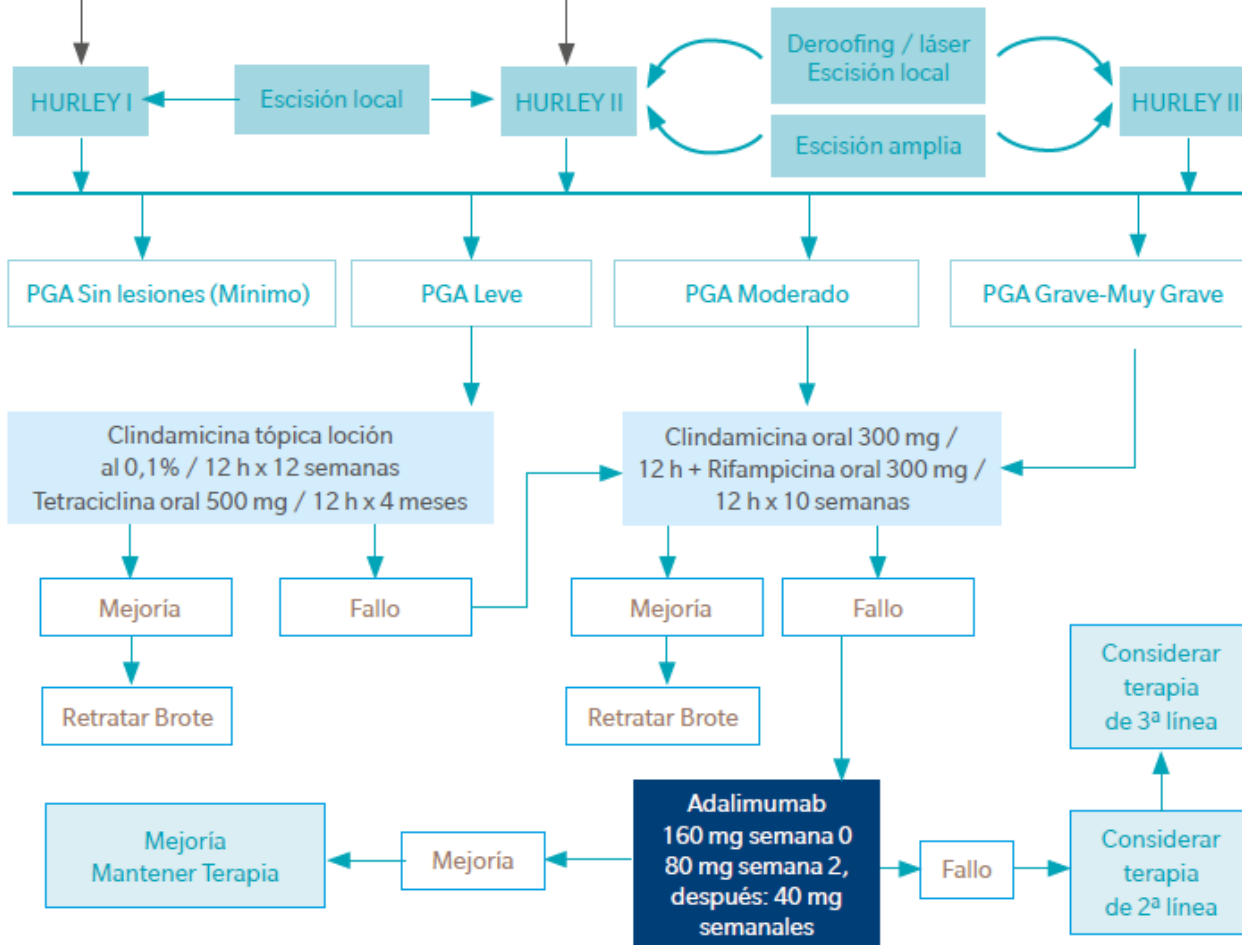 HURLEY I
Escisión local
HURLEY II
Deroofing / láser
Escisión local
Escisión amplia
HURLEY III
PGA Sin lesiones (Mínimo)
PGA Leve
PGA Moderado
PGA Grave-Muy Grave
Clindamicina tópica loción
al 0,1% / 12 h x 12 semanas
Tetraciclina oral 500 mg / 12 h x 4 meses
Clindamicina oral 300 mg /
12 h + Rifampicina oral 300 mg /
12 h x 10 semanas
Mejoría
Fallo
Mejoría
Fallo
Retratar Brote
Retratar Brote
Considerar
terapia
de 3ª línea
Mejoría
Mantener Terapia
Mejoría
Adalimumab
160 mg semana 0
80 mg semana 2,
después: 40 mg
semanales
Fallo
Considerar
terapia
de 2ª línea